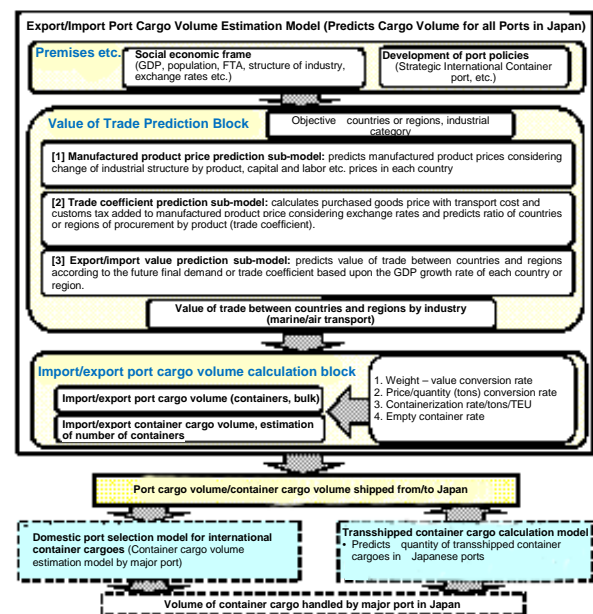 Export/Import Port Cargo Volume Estimation Model (Predicts Cargo Volume for all Ports in Japan)
Premises etc.
Social economic frame
(GDP, population, FTA, structure of industry,
exchange rates etc.)
Development of port policies
(Strategic International Container
port, etc.)
Value of Trade Prediction Block
Objective countries or regions, industrial
category
[1] Manufactured product price prediction sub-model: predicts manufactured product prices considering
change of industrial structure by product, capital and labor etc. prices in each country
[2] Trade coefficient prediction sub-model: calculates purchased goods price with transport cost and
customs tax added to manufactured product price considering exchange rates and predicts ratio of countries
or regions of procurement by product (trade coefficient).
[3] Export/import value prediction sub-model: predicts value of trade between countries and regions
according to the future final demand or trade coefficient based upon the GDP growth rate of each country or
region.
Value of trade between countries and regions by industry
(marine/air transport)
Import/export port cargo volume calculation block
Import/export port cargo volume (containers, bulk)
Import/export container cargo volume, estimation
of number of containers
1. Weight – value conversion rate
2. Price/quantity (tons) conversion rate
3. Containerization rate/tons/TEU
4. Empty container rate
Port cargo volume/container cargo volume shipped from/to Japan
Domestic port selection model for international
container cargoes (Container cargo volume
estimation model by major port)
Transshipped container cargo calculation model
• Predicts quantity of transshipped container
cargoes in Japanese ports
Volume of container cargo handled by major port in Japan